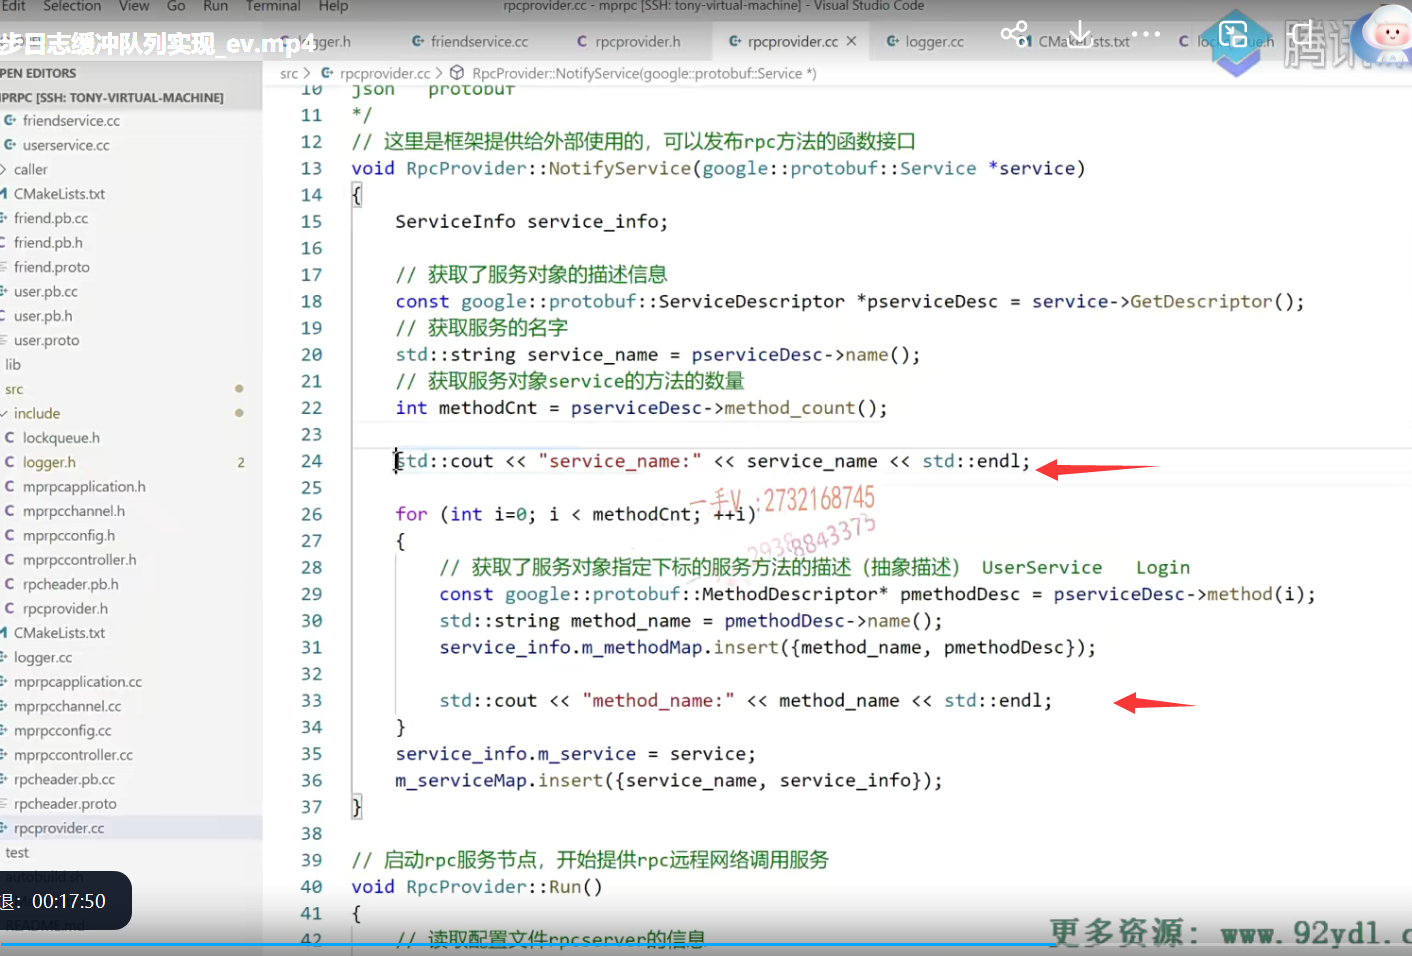 Edit Selection View Go Run Terminal Help rpcprovider.cc - mprpc [SSH: tony-virtual-machine] - Visual Studio Code
步日志缓冲队列实现_ev.mp4
friendservice.cc rpcprovider.h rpcprovider.cc logger.cc
src > rpcprovider.cc > RpcProvider::NotifyService(google::protobuf::Service *)
PEN EDITORS
MPRPC [SSH: TONY-VIRTUAL-MACHINE]
friendservice.cc
userservice.cc
caller
CMakeLists.txt
friend.pb.cc
friend.pb.h
friend.proto
user.pb.cc
user.pb.h
user.proto
lib
src
include
lockqueue.h
logger.h 2
mprpcapplication.h
mprpcchannel.h
mprpcconfig.h
mprpccontroller.h
rpcheader.pb.h
rpcprovider.h
CMakeLists.txt
logger.cc
mprpcapplication.cc
mprpcchannel.cc
mprpcconfig.cc
mprpccontroller.cc
rpcheader.pb.cc
rpcheader.proto
rpcprovider.cc
test
autobuild.sh
README.md
退：00:17:50
10 json protobuf
11 */
12 // 这里是框架提供给外部使用的，可以发布rpc方法的函数接口
13 void RpcProvider::NotifyService(google::protobuf::Service *service)
14 {
15 ServiceInfo service_info;
16
17 // 获取了服务对象的描述信息
18 const google::protobuf::ServiceDescriptor *pserviceDesc = service->GetDescriptor();
19 // 获取服务的名字
20 std::string service_name = pserviceDesc->name();
21 // 获取服务对象service的方法的数量
22 int methodCnt = pserviceDesc->method_count();
23
24 std::cout << "service_name:" << service_name << std::endl;
25
一手V :2732168745
26 for (int i=0; i < methodCnt; ++i)
27 {
28 // 获取了服务对象指定下标的服务方法的描述（抽象描述） UserService Login
29 const google::protobuf::MethodDescriptor* pmethodDesc = pserviceDesc->method(i);
30 std::string method_name = pmethodDesc->name();
31 service_info.m_methodMap.insert({method_name, pmethodDesc});
32
33 std::cout << "method_name:" << method_name << std::endl;
34 }
35 service_info.m_service = service;
36 m_serviceMap.insert({service_name, service_info});
37 }
38
39 // 启动rpc服务节点，开始提供rpc远程网络调用服务
40 void RpcProvider::Run()
41 {
42 // 读取配置文件rpcserver的信息
更多资源：www.92ydl.c